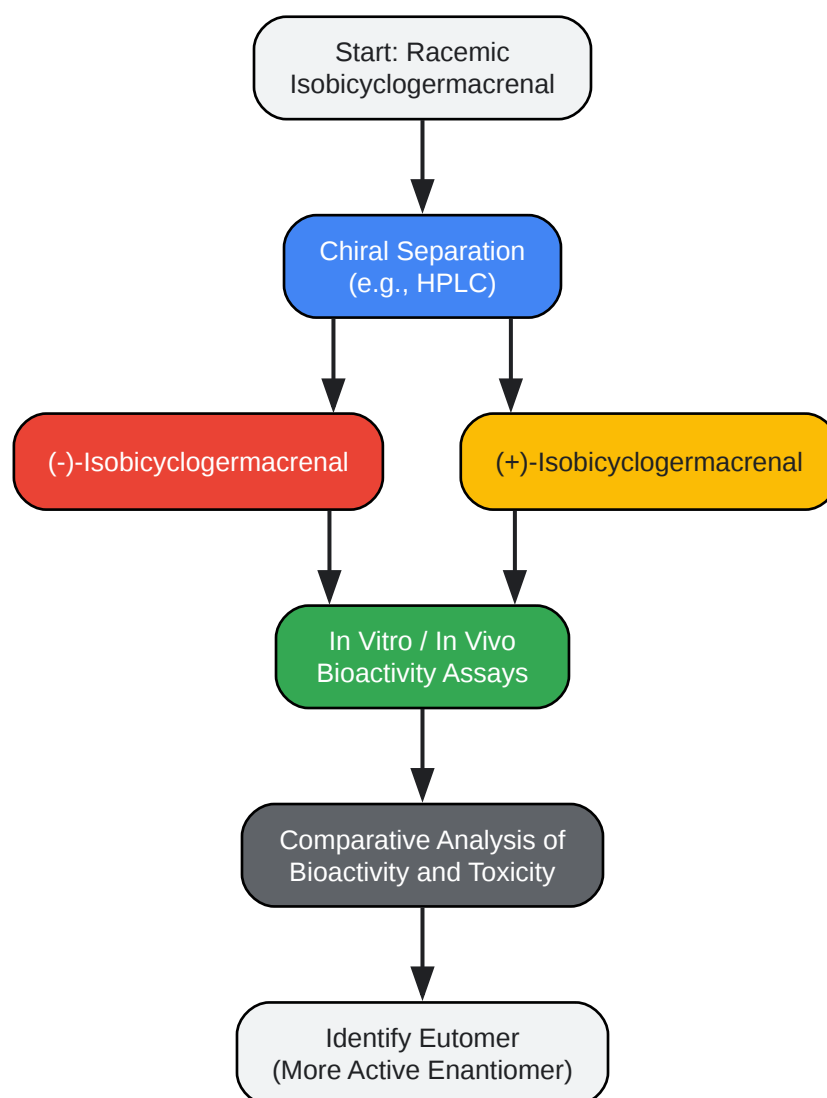 Start: Racemic
Isobicyclogermacrenal
Chiral Separation
(e.g., HPLC)
(-)-Isobicyclogermacrenal
(+)-Isobicyclogermacrenal
In Vitro / In Vivo
Bioactivity Assays
Comparative Analysis of
Bioactivity and Toxicity
Identify Eutomer
(More Active Enantiomer)